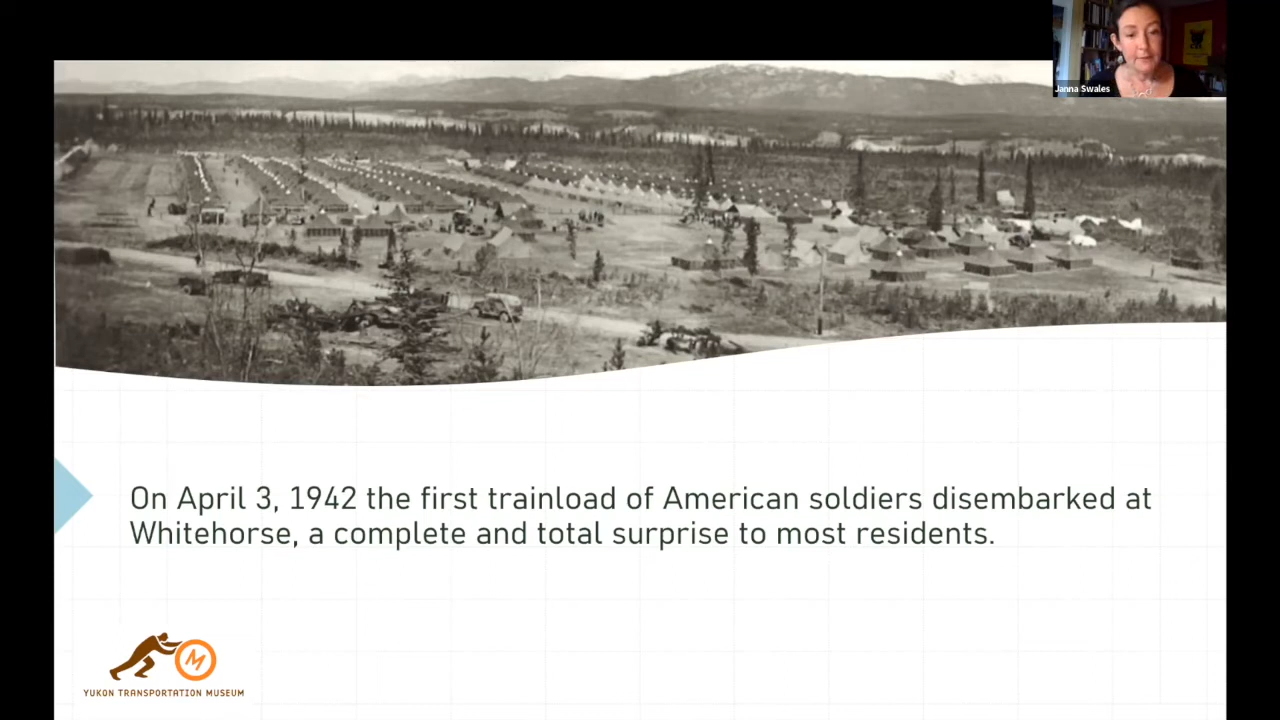 Janna Swales
On April 3, 1942 the first trainload of American soldiers disembarked at
Whitehorse, a complete and total surprise to most residents.
M
YUKON TRANSPORTATION MUSEUM